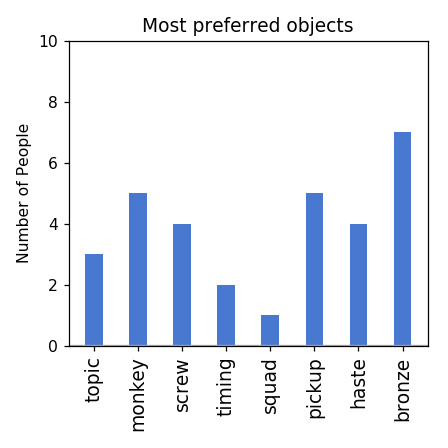 Most preferred objects
Number of People
10
8
6
4
2
0
topic
monkey
screw
timing
squad
pickup
haste
bronze